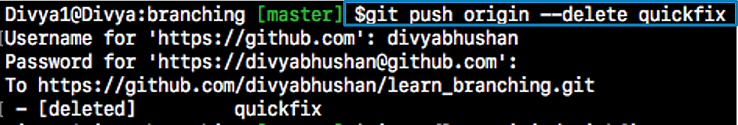 Divya1@Divya:branching [master] $git push origin --delete quickfix
Username for 'https://github.com': divyabhushan
Password for 'https://divyabhushan@github.com':
To https://github.com/divyabhushan/learn_branching.git
- [deleted] quickfix